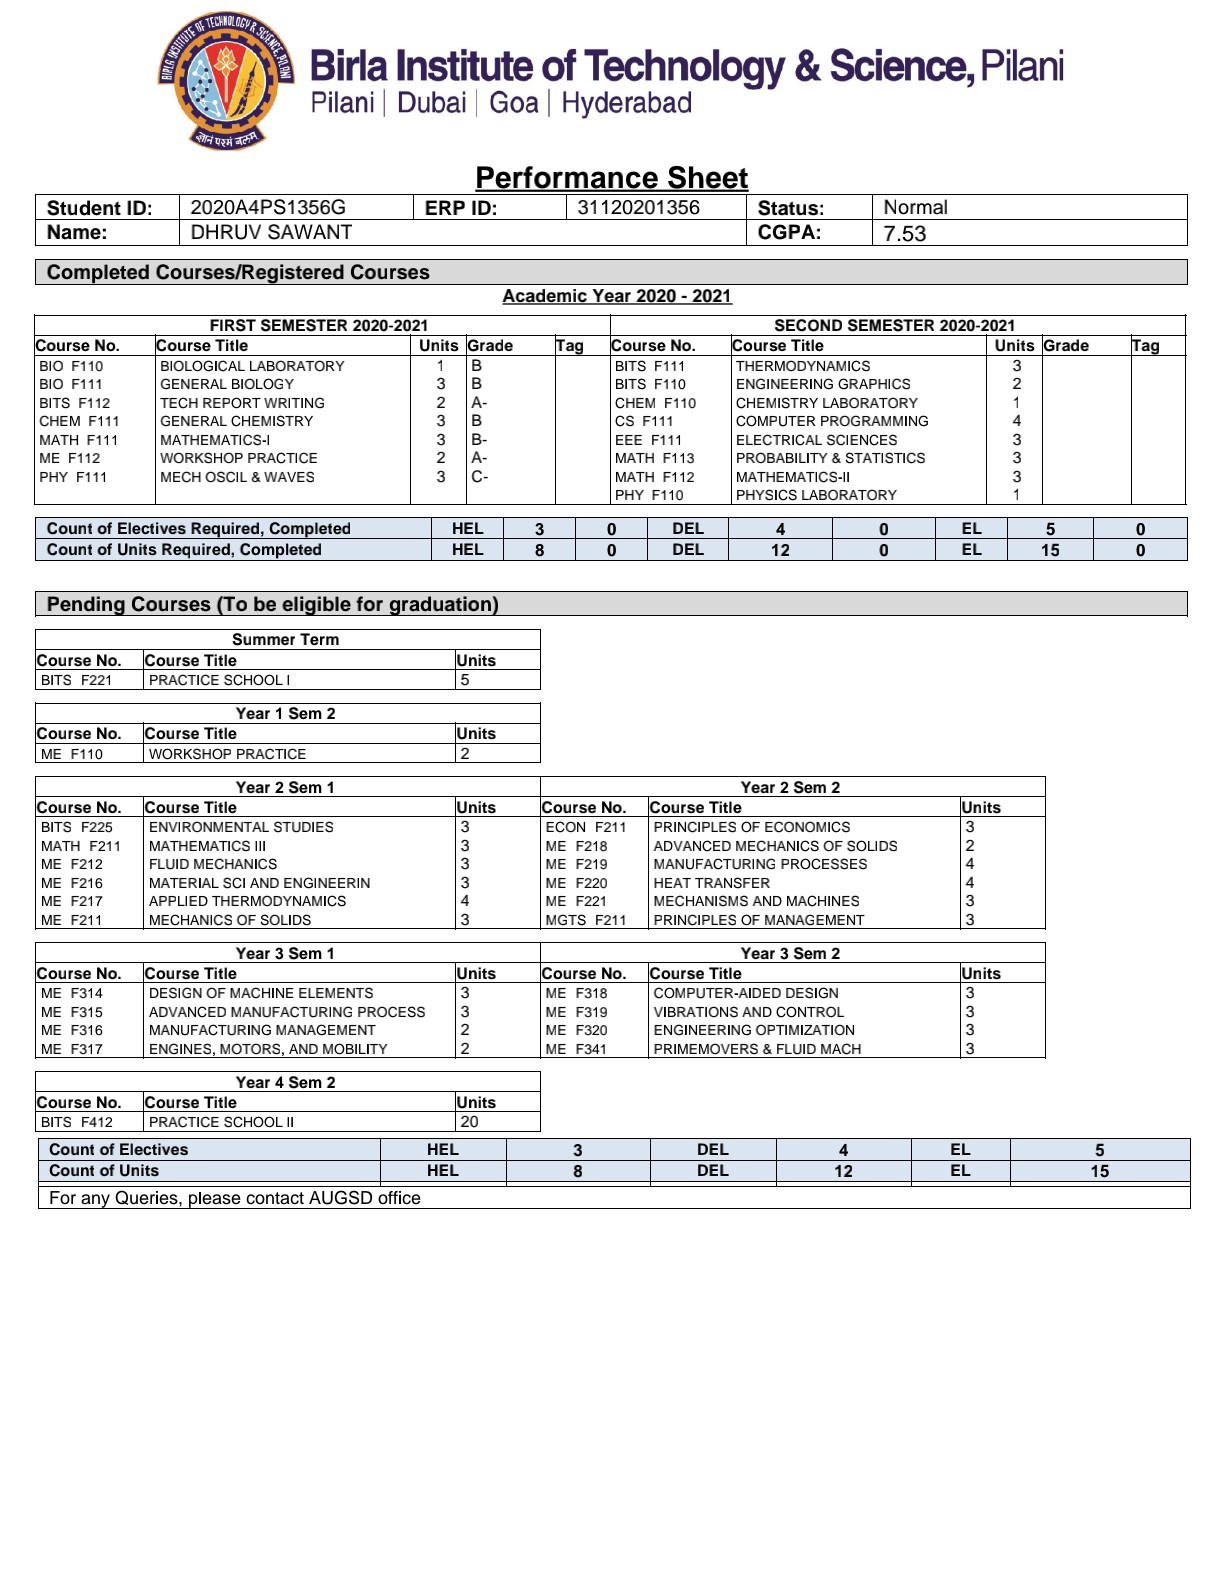 BIRLA INSTITUTE OF TECHNOLOGY & SCIENCE, PILANI
ज्ञानं परमं बलम्
Birla Institute of Technology & Science, Pilani
Pilani | Dubai | Goa | Hyderabad
Performance Sheet
Student ID: 2020A4PS1356G ERP ID: 31120201356 Status: Normal
Name: DHRUV SAWANT CGPA: 7.53
Completed Courses/Registered Courses
Academic Year 2020 - 2021
FIRST SEMESTER 2020-2021 SECOND SEMESTER 2020-2021
Course No. Course Title Units Grade Tag Course No. Course Title Units Grade Tag
BIO F110 BIOLOGICAL LABORATORY 1 B BITS F111 THERMODYNAMICS 3
BIO F111 GENERAL BIOLOGY 3 B BITS F110 ENGINEERING GRAPHICS 2
BITS F112 TECH REPORT WRITING 2 A- CHEM F110 CHEMISTRY LABORATORY 1
CHEM F111 GENERAL CHEMISTRY 3 B CS F111 COMPUTER PROGRAMMING 4
MATH F111 MATHEMATICS-I 3 B- EEE F111 ELECTRICAL SCIENCES 3
ME F112 WORKSHOP PRACTICE 2 A- MATH F113 PROBABILITY & STATISTICS 3
PHY F111 MECH OSCIL & WAVES 3 C- MATH F112 MATHEMATICS-II 3
PHY F110 PHYSICS LABORATORY 1
Count of Electives Required, Completed HEL 3 0 DEL 4 0 EL 5 0
Count of Units Required, Completed HEL 8 0 DEL 12 0 EL 15 0
Pending Courses (To be eligible for graduation)
Summer Term
Course No. Course Title Units
BITS F221 PRACTICE SCHOOL I 5
Year 1 Sem 2
Course No. Course Title Units
ME F110 WORKSHOP PRACTICE 2
Year 2 Sem 1 Year 2 Sem 2
Course No. Course Title Units Course No. Course Title Units
BITS F225 ENVIRONMENTAL STUDIES 3 ECON F211 PRINCIPLES OF ECONOMICS 3
MATH F211 MATHEMATICS III 3 ME F218 ADVANCED MECHANICS OF SOLIDS 2
ME F212 FLUID MECHANICS 3 ME F219 MANUFACTURING PROCESSES 4
ME F216 MATERIAL SCI AND ENGINEERIN 3 ME F220 HEAT TRANSFER 4
ME F217 APPLIED THERMODYNAMICS 4 ME F221 MECHANISMS AND MACHINES 3
ME F211 MECHANICS OF SOLIDS 3 MGTS F211 PRINCIPLES OF MANAGEMENT 3
Year 3 Sem 1 Year 3 Sem 2
Course No. Course Title Units Course No. Course Title Units
ME F314 DESIGN OF MACHINE ELEMENTS 3 ME F318 COMPUTER-AIDED DESIGN 3
ME F315 ADVANCED MANUFACTURING PROCESS 3 ME F319 VIBRATIONS AND CONTROL 3
ME F316 MANUFACTURING MANAGEMENT 2 ME F320 ENGINEERING OPTIMIZATION 3
ME F317 ENGINES, MOTORS, AND MOBILITY 2 ME F341 PRIMEMOVERS & FLUID MACH 3
Year 4 Sem 2
Course No. Course Title Units
BITS F412 PRACTICE SCHOOL II 20
Count of Electives HEL 3 DEL 4 EL 5
Count of Units HEL 8 DEL 12 EL 15
For any Queries, please contact AUGSD office